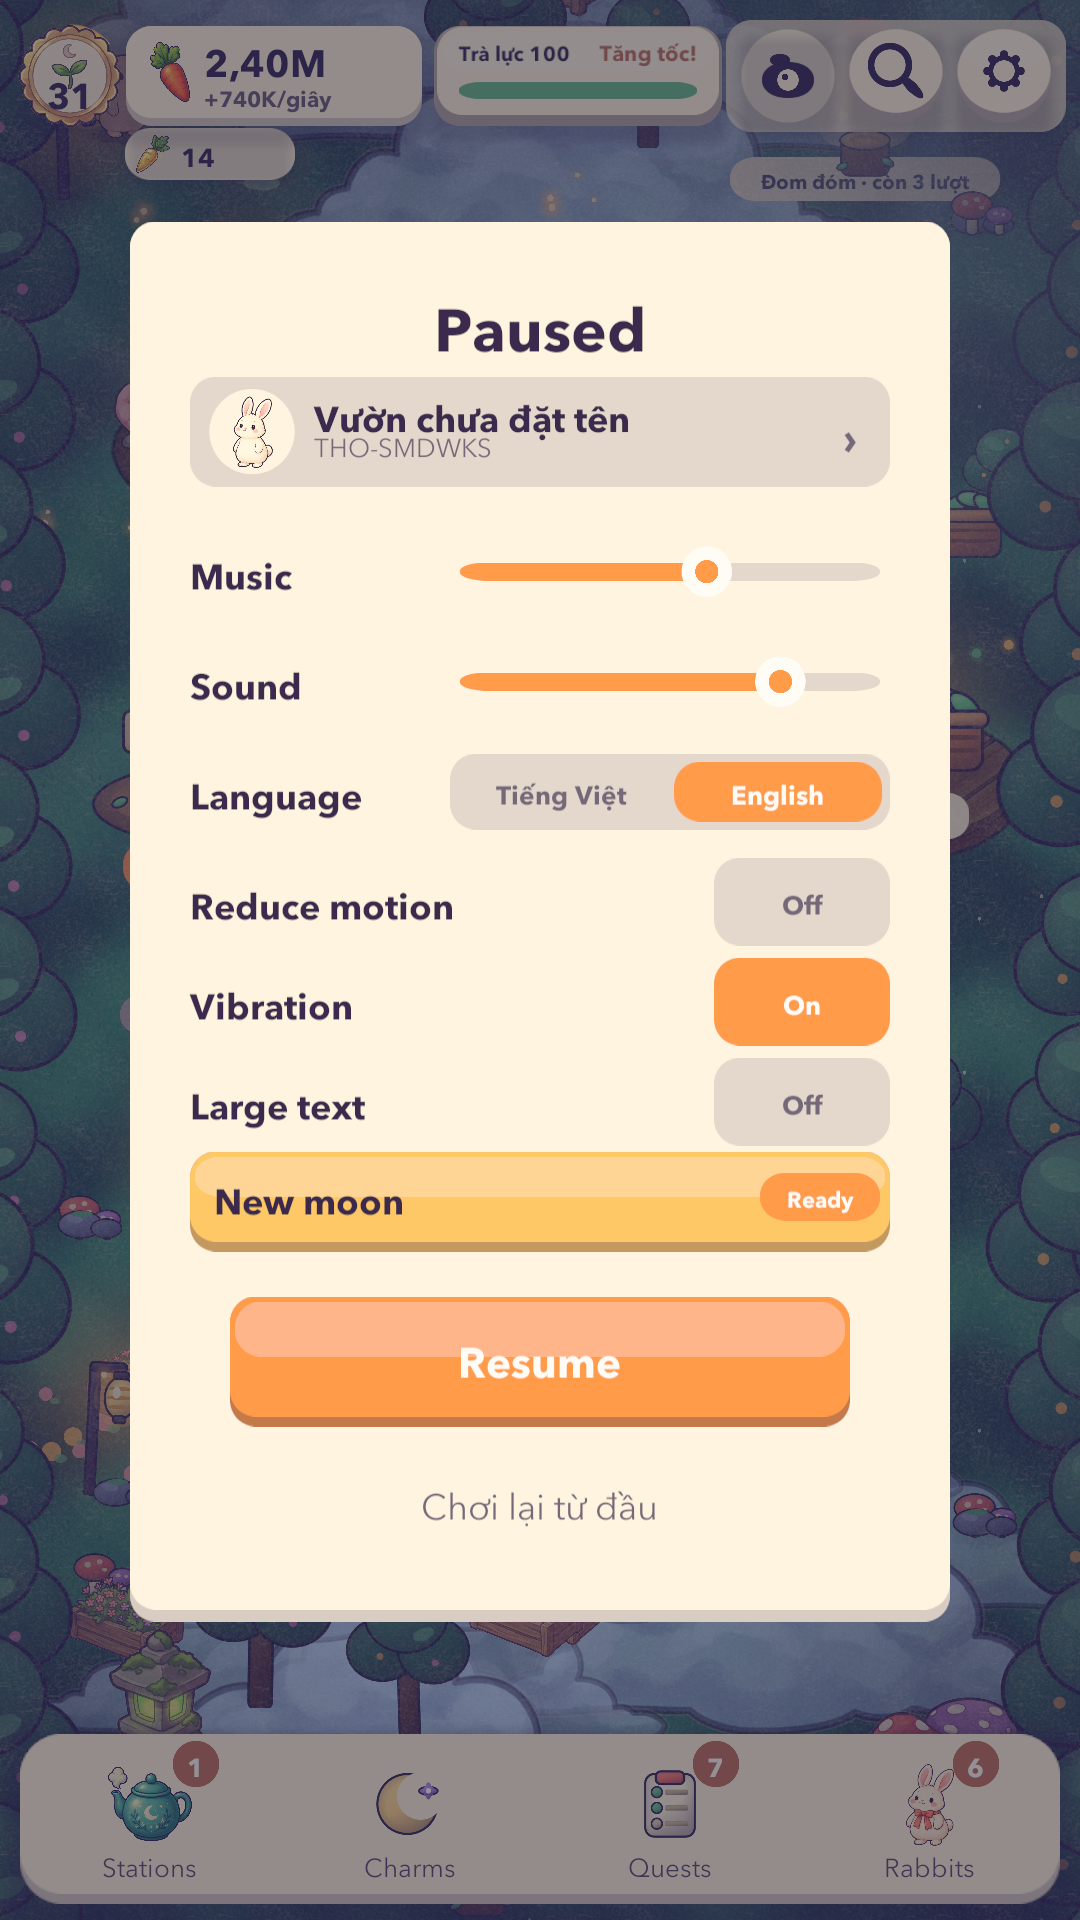 31
2,40M
+740K/giây
14
Trà lực 100
Tăng tốc!
Đom đóm · còn 3 lượt
Paused
Vườn chưa đặt tên
THO-SMDWKS
Music
Sound
Language
Tiếng Việt
English
Reduce motion
Off
Vibration
On
Large text
Off
New moon
Ready
Resume
Chơi lại từ đầu
1
7
6
Stations
Charms
Quests
Rabbits